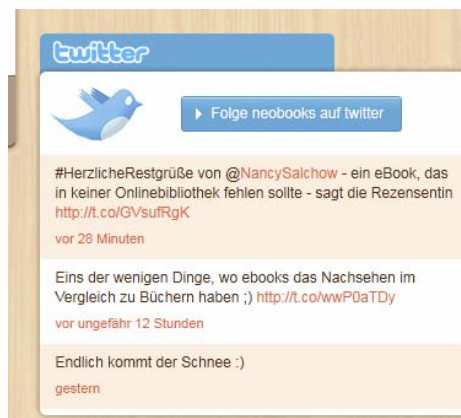 twitter
Folge neobooks auf twitter
#HerzlicheRestgrüße von @NancySalchow - ein eBook, das
in keiner Onlinebibliothek fehlen sollte - sagt die Rezensentin
http://t.co/GVsufRgK
vor 28 Minuten
Eins der wenigen Dinge, wo ebooks das Nachsehen im
Vergleich zu Büchern haben ;) http://t.co/wwP0aTDy
vor ungefähr 12 Stunden
Endlich kommt der Schnee :)
gestern